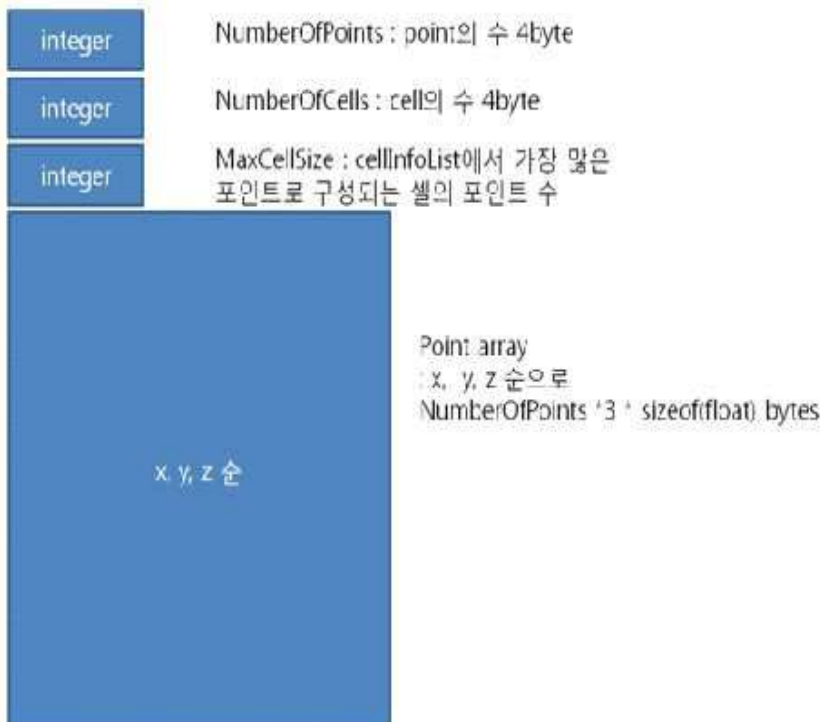 integer
NumberOfPoints : point의 수 4byte
integer
NumberOfCells : cell의 수 4byte
integer
MaxCellSize : cellInfoList에서 가장 많은
포인트로 구성되는 셀의 포인트 수
Point array
: x, y, z 순으로
NumberOfPoints *3 * sizeof(float) bytes
x, y, z 순